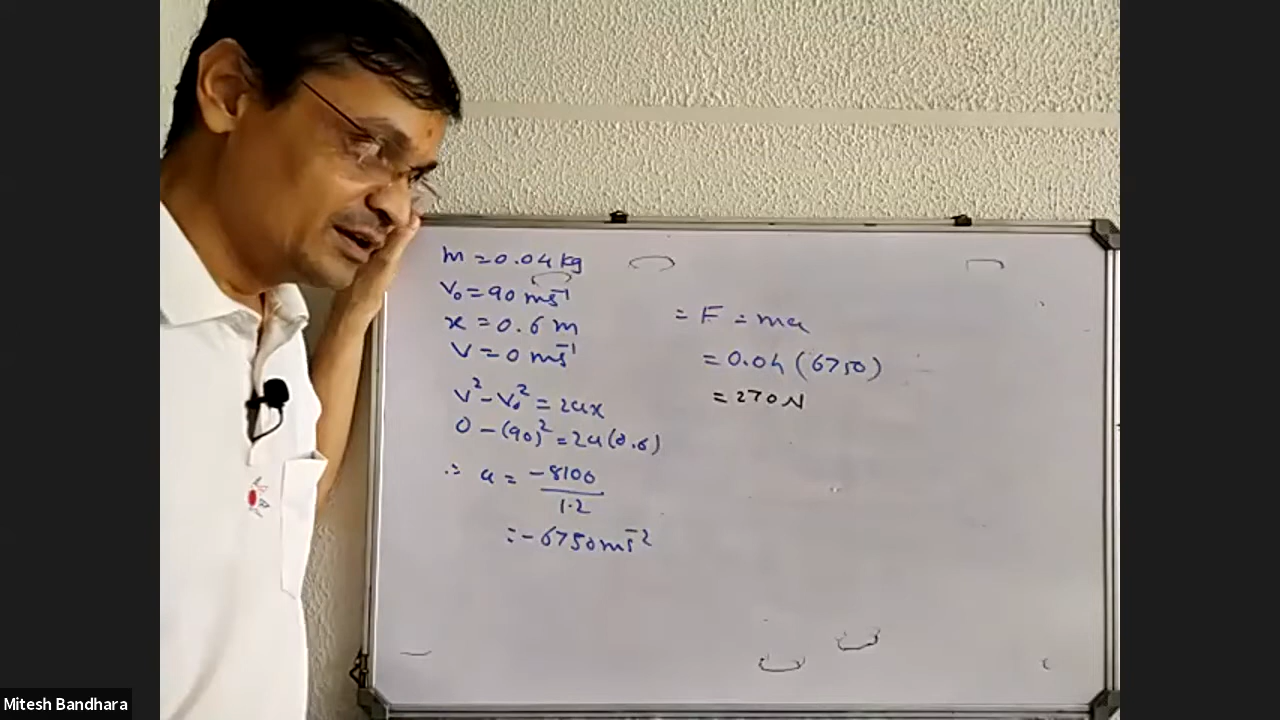 m = 0.04 kg
v₀ = 90 ms⁻¹
x = 0.6 m
v = 0 ms⁻¹
v² - v₀² = 2ax
0 - (90)² = 2a(0.6)
∴ a = -8100
1.2
= -6750 ms⁻²
= F = ma
= 0.04 (6750)
= 270 N
Mitesh Bandhara